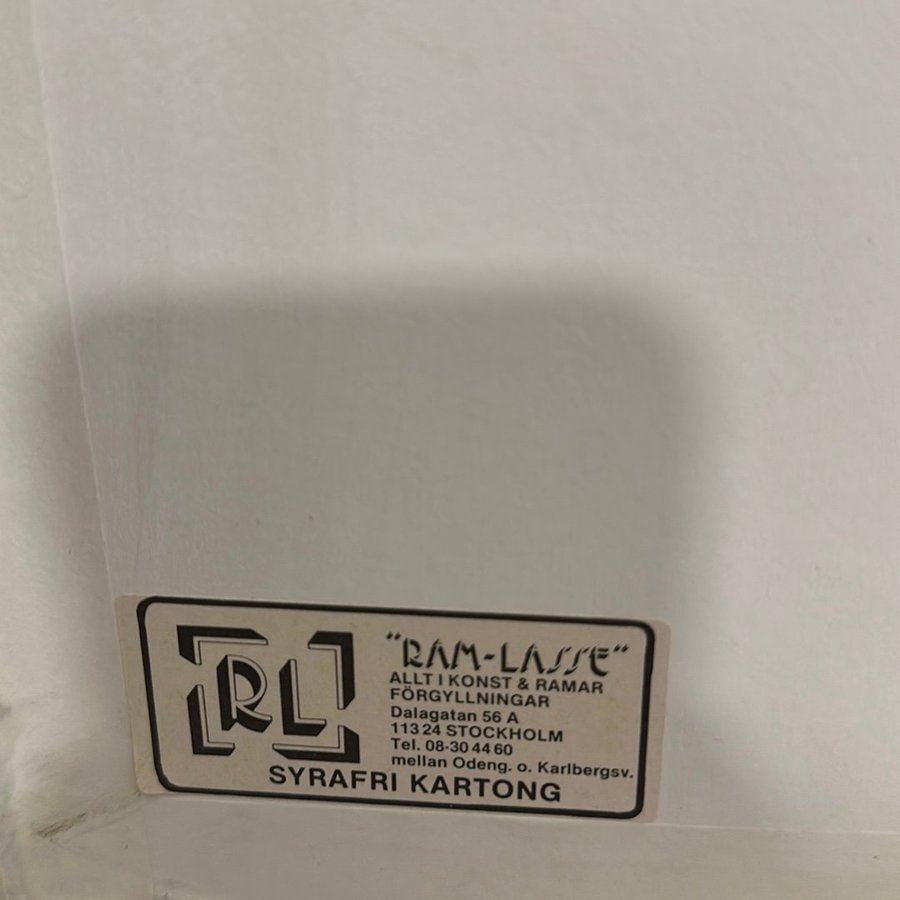 RL
"RAM-LASSE"
ALLT I KONST & RAMAR
FÖRGYLLNINGAR
Dalagatan 56 A
113 24 STOCKHOLM
Tel. 08-30 44 60
mellan Odeng. o. Karlbergsv.
SYRAFRI KARTONG